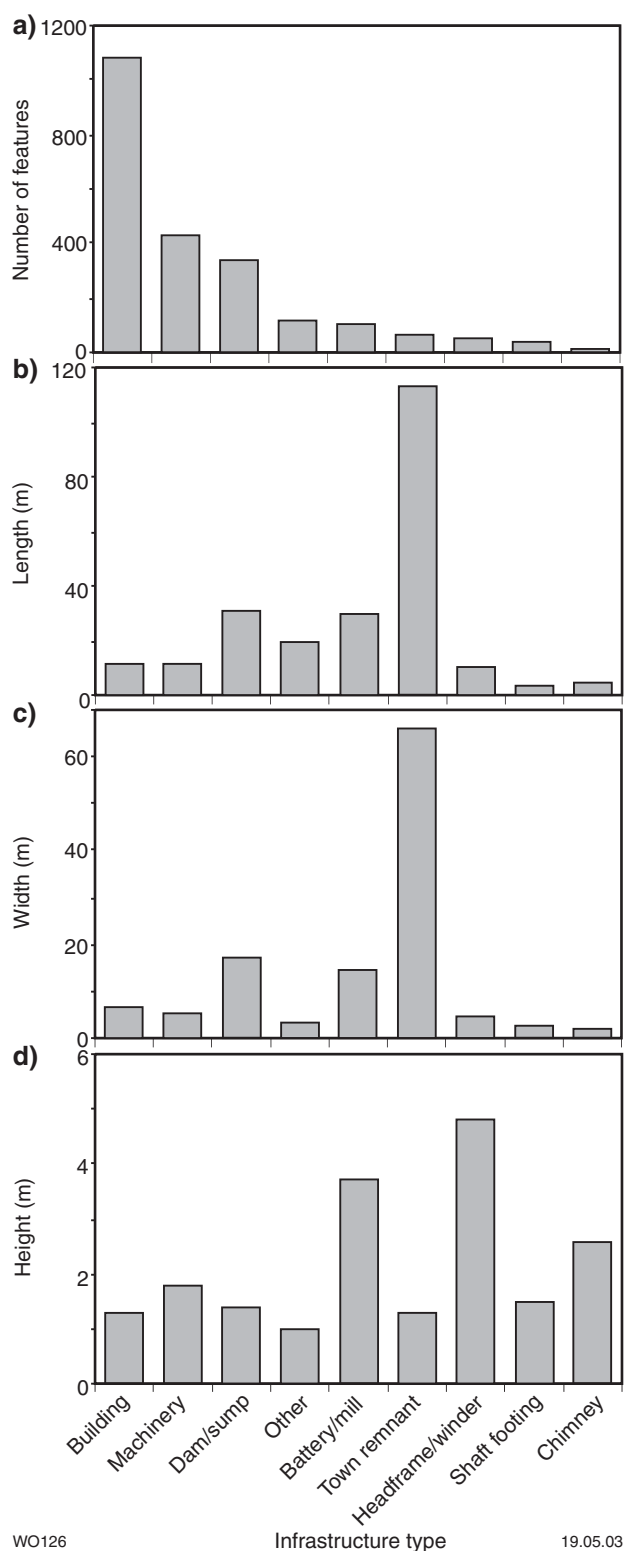 a)
1200
800
400
0
Number of features
b)
120
80
40
0
Length (m)
c)
60
40
20
0
Width (m)
d)
6
4
2
0
Height (m)
Building
Machinery
Dam/sump
Other
Battery/mill
Town remnant
Headframe/winder
Shaft footing
Chimney
WO126 Infrastructure type 19.05.03